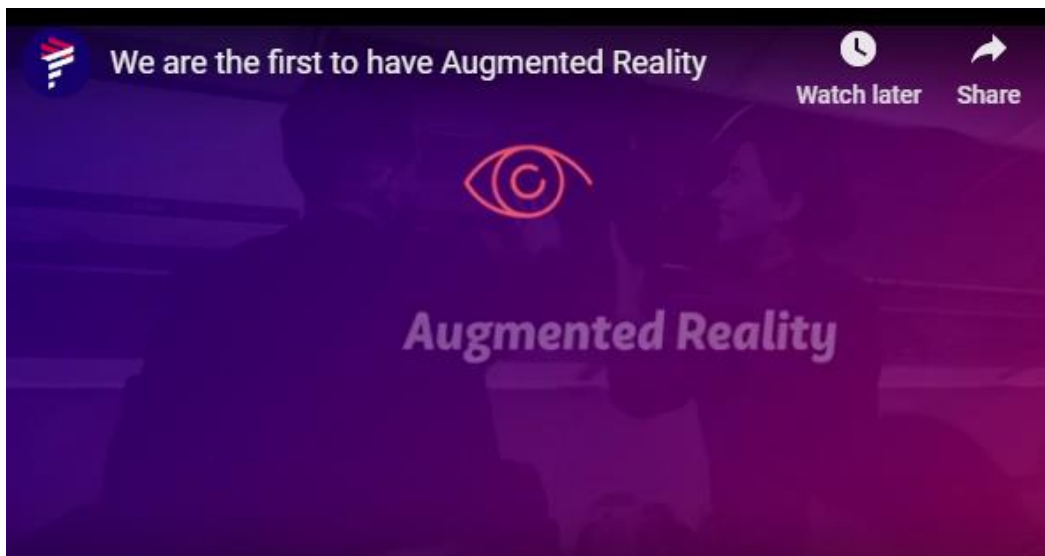 We are the first to have Augmented Reality
Watch later
Share
Augmented Reality